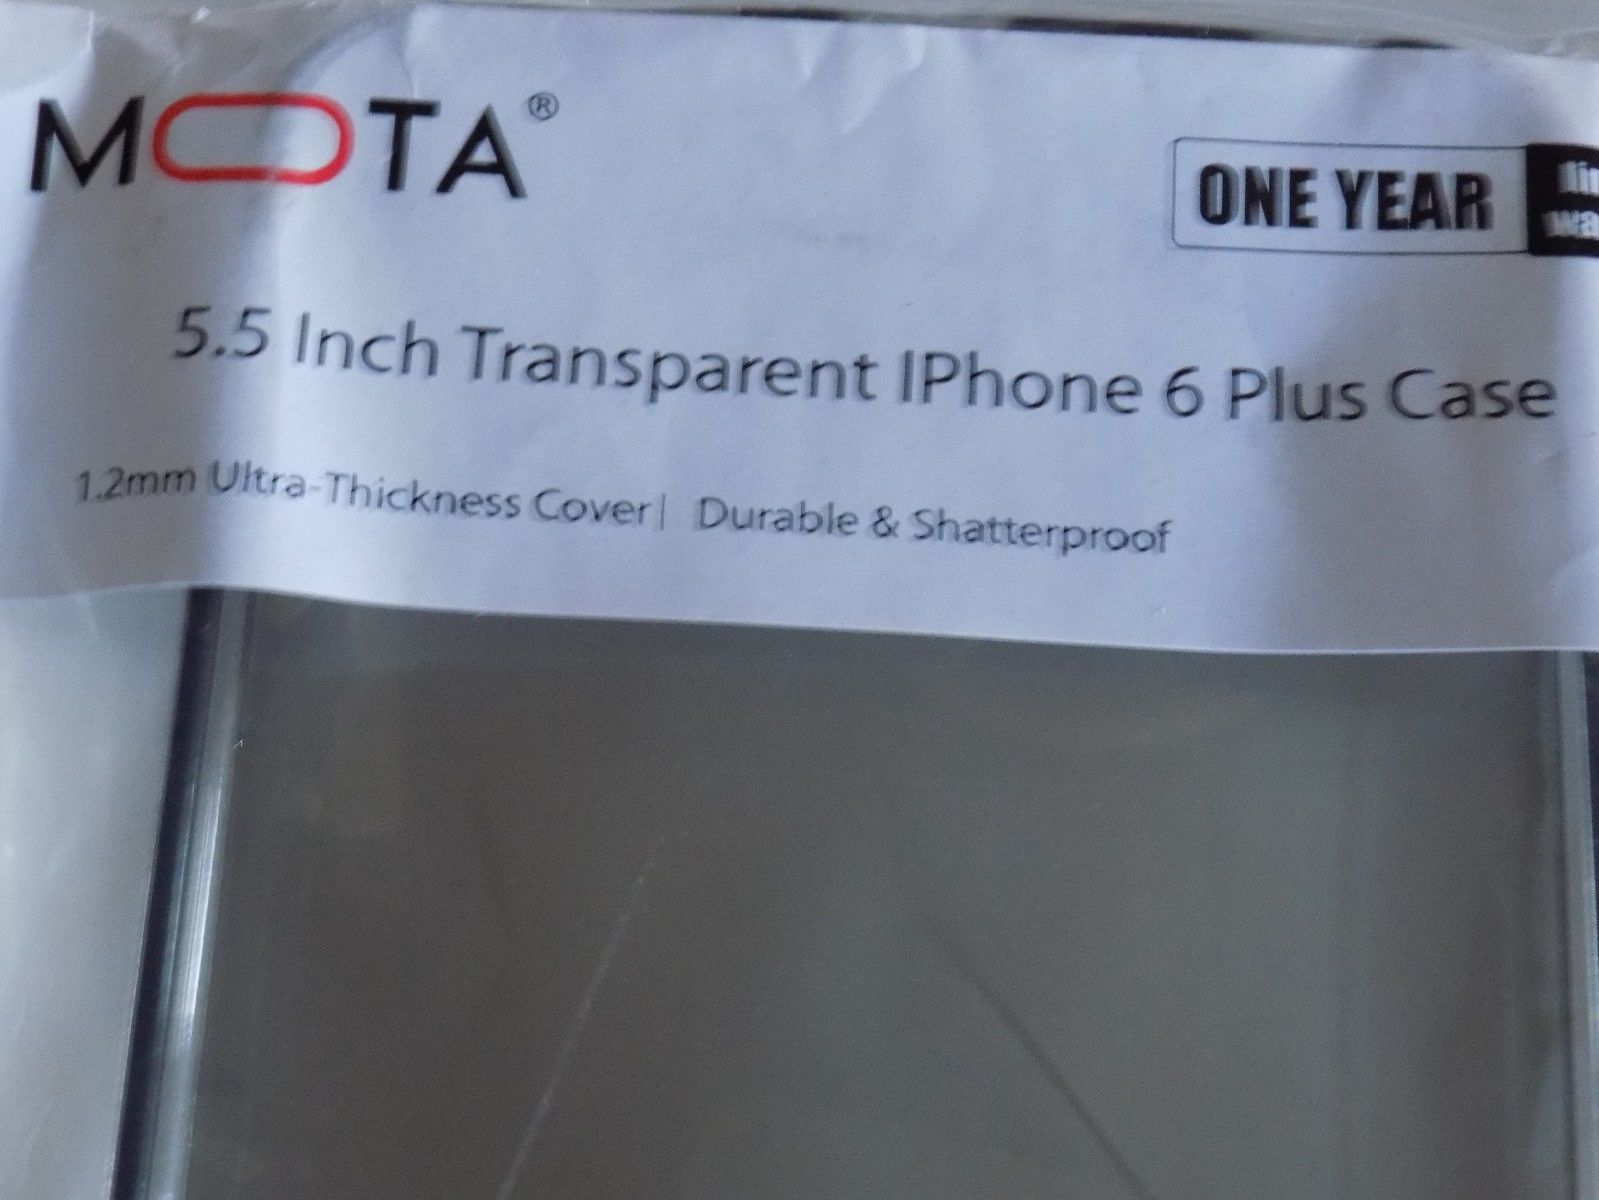 MOTA®
ONE YEAR
5.5 Inch Transparent IPhone 6 Plus Case
1.2mm Ultra-Thickness Cover| Durable & Shatterproof